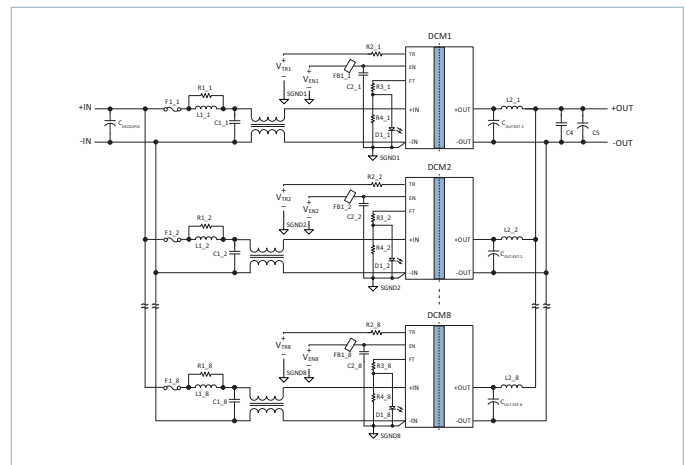 DCM1
R2_1
TR
V_TR1
V_EN1
EN
FB1_1
FT
SGND1
C2_1
R3_1
R1_1
L2_1
+IN
F1_1
L1_1
+IN
+OUT
+OUT
C_DECOUPLE
C1_1
R4_1
D1_1
C_OUT-EXT-1
C4
C5
-IN
-IN
-OUT
-OUT
SGND1
DCM2
R2_2
TR
V_TR2
V_EN2
EN
FB1_2
FT
SGND2
C2_2
R3_2
R1_2
L2_2
F1_2
L1_2
+IN
+OUT
C1_2
R4_2
D1_2
C_OUT-EXT-2
-IN
-OUT
SGND2
DCM8
R2_8
TR
V_TR8
V_EN8
EN
FB1_8
FT
SGND8
C2_8
R3_8
R1_8
L2_8
F1_8
L1_8
+IN
+OUT
C1_8
R4_8
D1_8
C_OUT-EXT-8
-IN
-OUT
SGND8